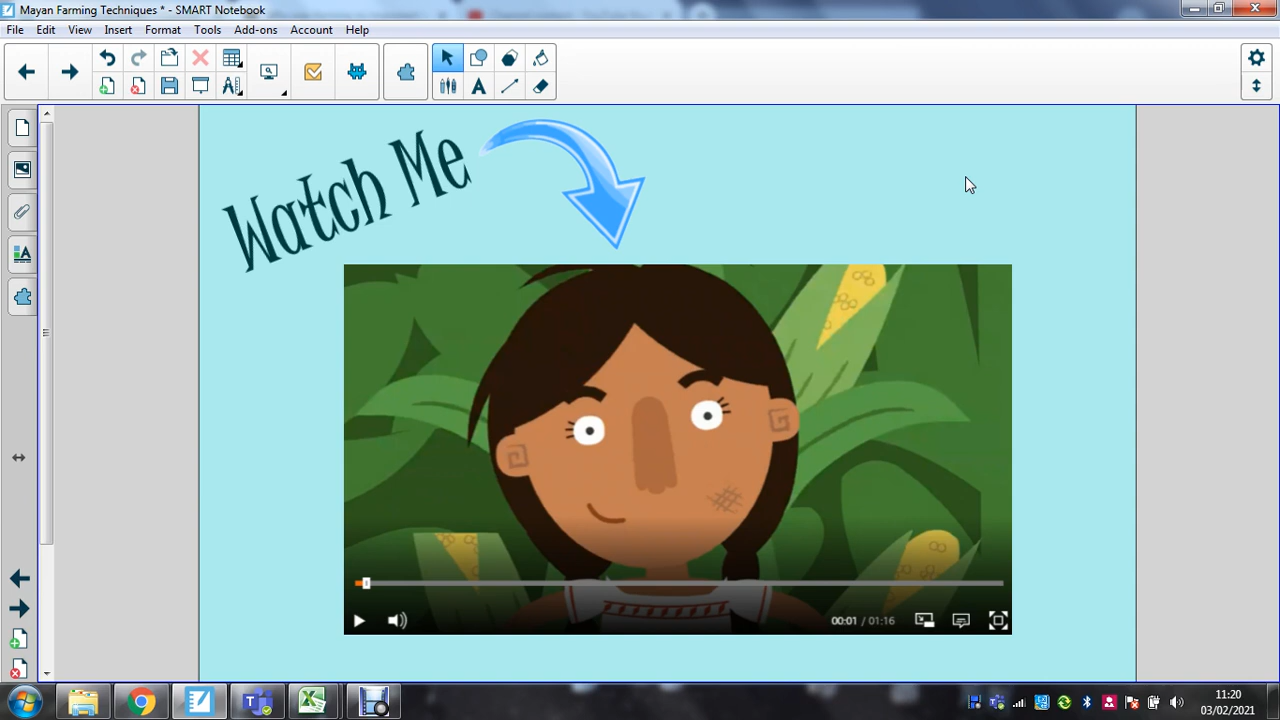 Mayan Farming Techniques * - SMART Notebook
File Edit View Insert Format Tools Add-ons Account Help
Watch Me
00:01 / 01:16
11:20
03/02/2021